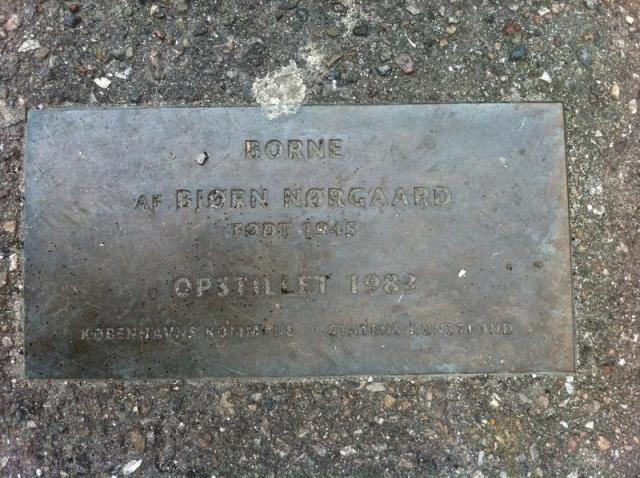 BORNE
AF BJØRN NØRGAARD
FØDT 1945
OPSTILLET 1983
KØBENHAVNS KOMMUNE STATENS KUNSTFOND